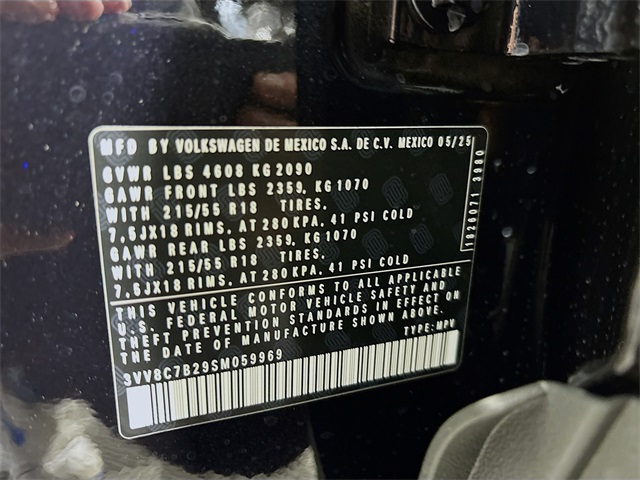 MFD BY VOLKSWAGEN DE MEXICO S.A. DE C.V. MEXICO 05/25
GVWR LBS 4608 KG 2090
GAWR FRONT LBS 2359, KG 1070
WITH 215/55 R18 TIRES,
7,5JX18 RIMS, AT 280 KPA, 41 PSI COLD
GAWR REAR LBS 2359, KG 1070
WITH 215/55 R18 TIRES,
7,5JX18 RIMS, AT 280 KPA, 41 PSI COLD
THIS VEHICLE CONFORMS TO ALL APPLICABLE
U.S. FEDERAL MOTOR VEHICLE SAFETY AND
THEFT PREVENTION STANDARDS IN EFFECT ON
THE DATE OF MANUFACTURE SHOWN ABOVE.
TYPE: MPV
3VV8C7B29SM059969
1826071 3980